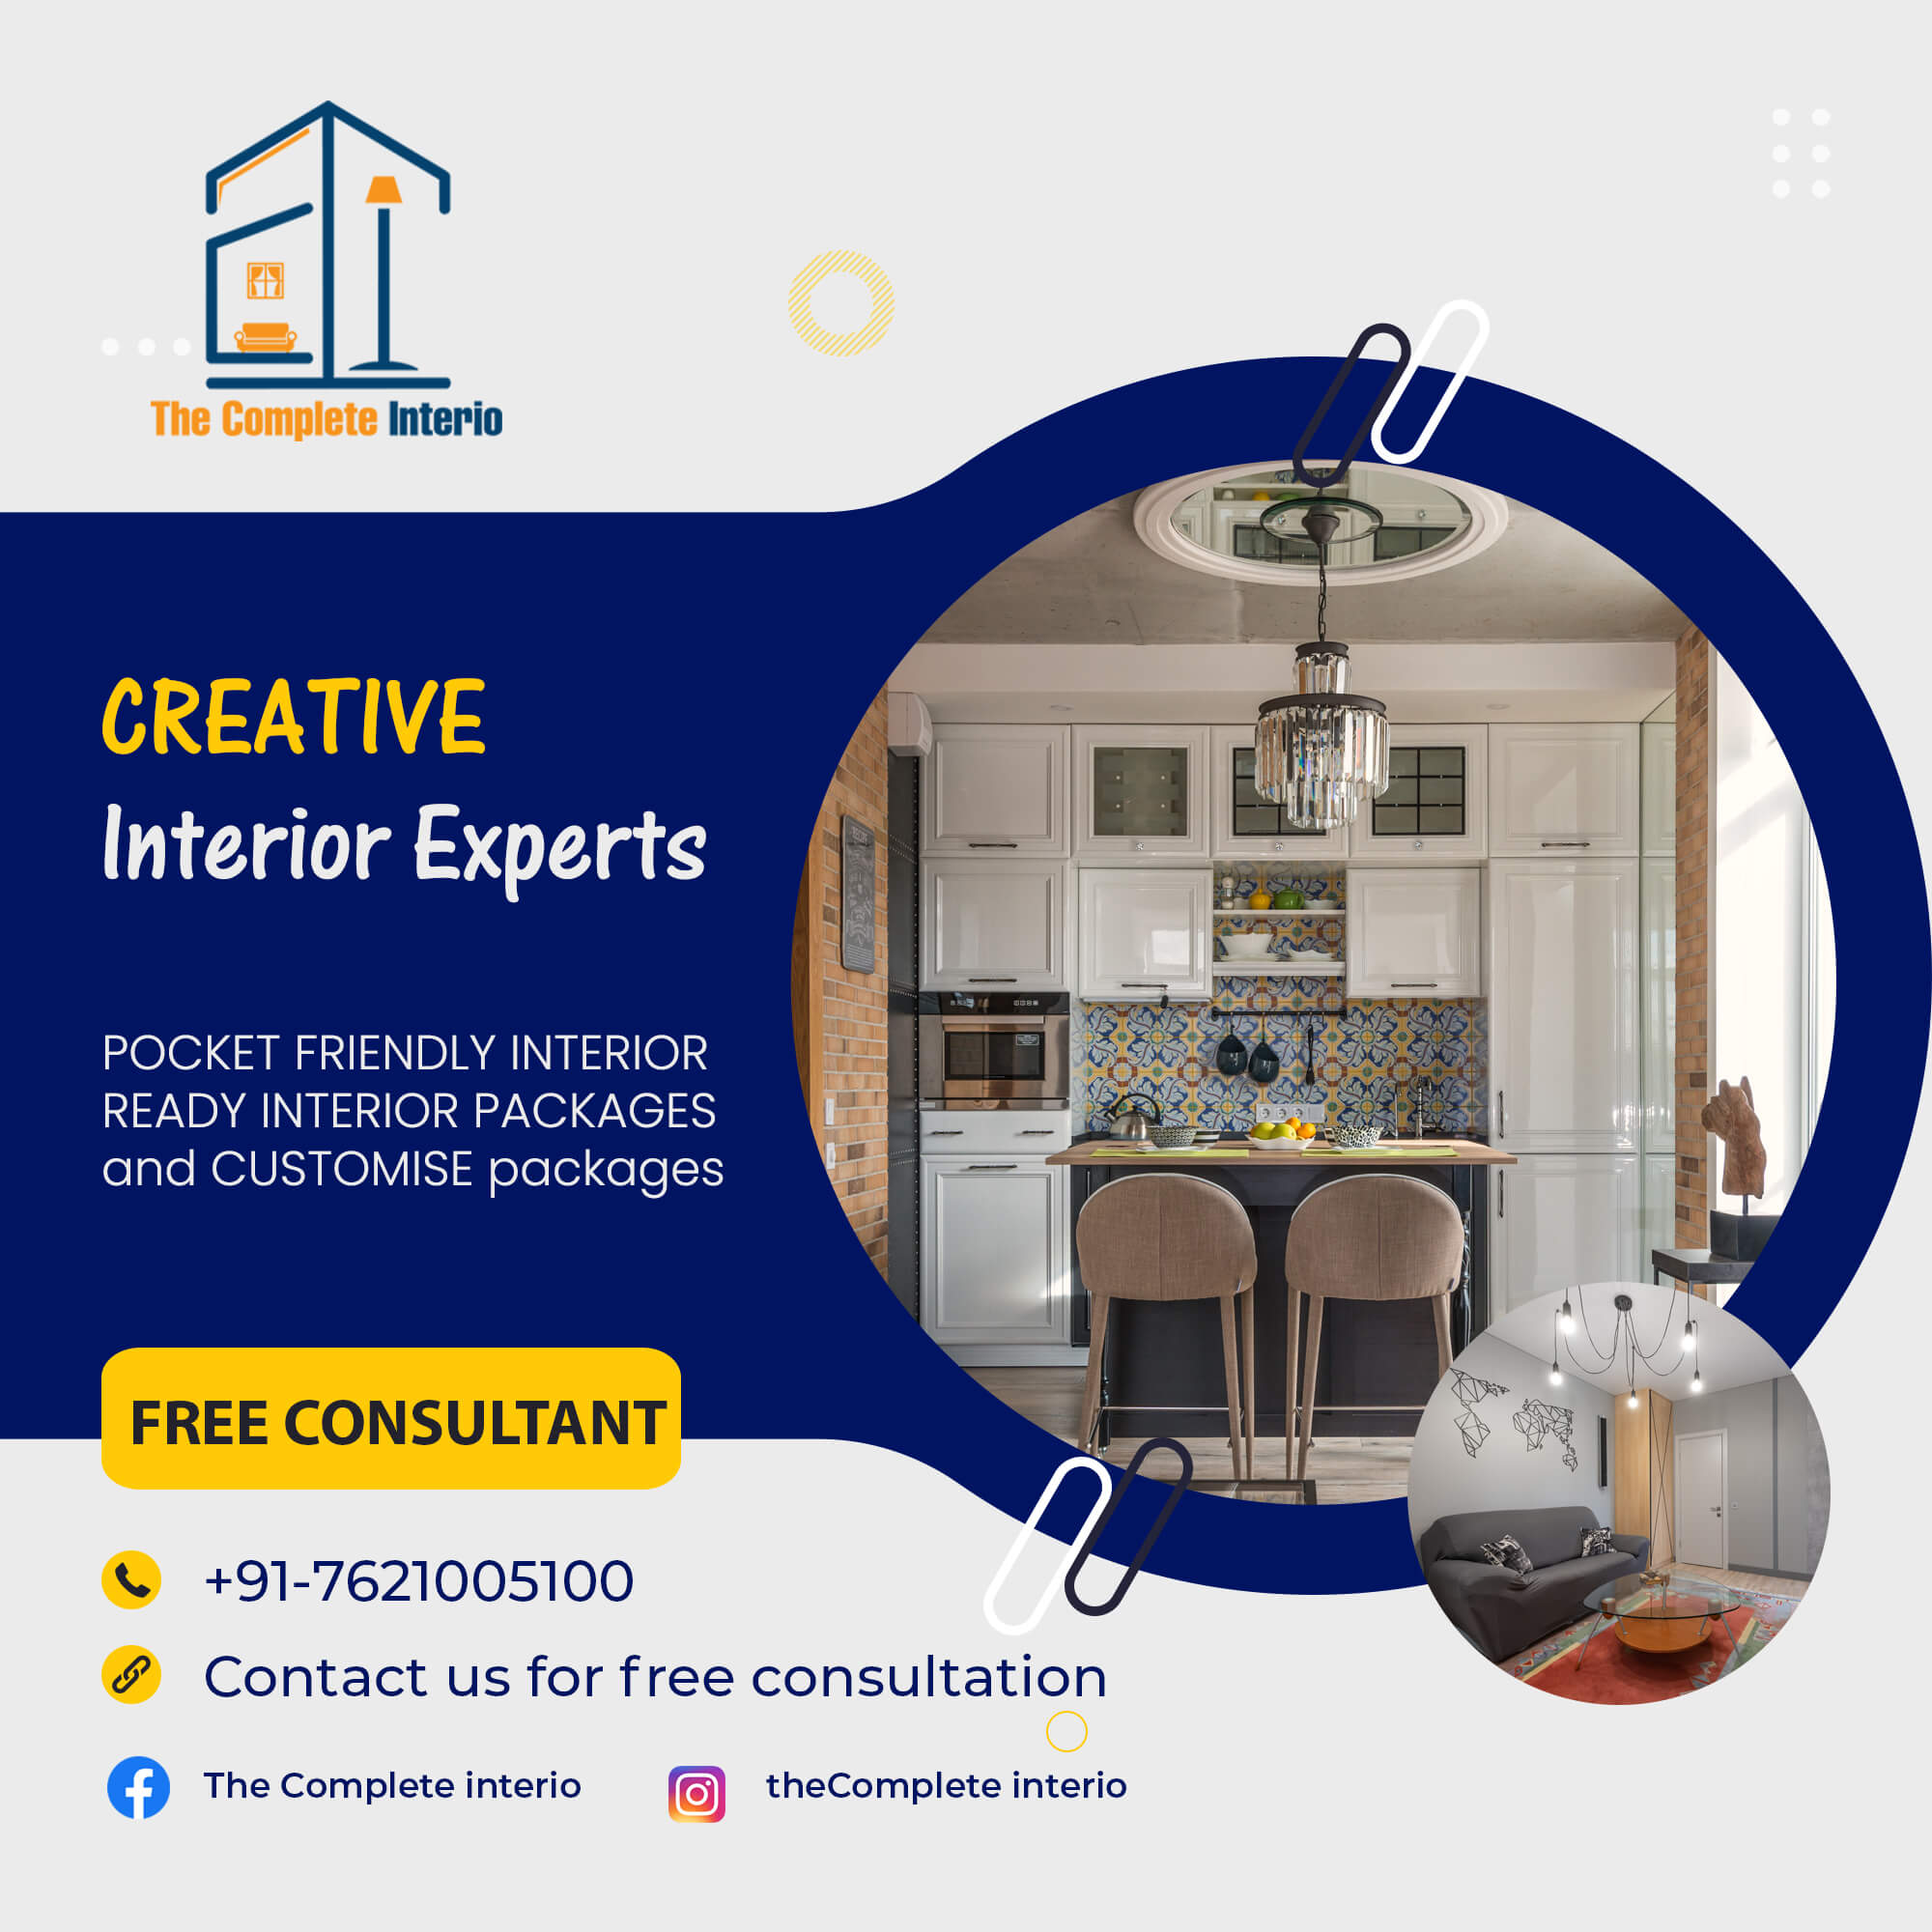 The Complete Interio
CREATIVE
Interior Experts
POCKET FRIENDLY INTERIOR
READY INTERIOR PACKAGES
and CUSTOMISE packages
FREE CONSULTANT
+91-7621005100
Contact us for free consultation
The Complete interio
theComplete interio